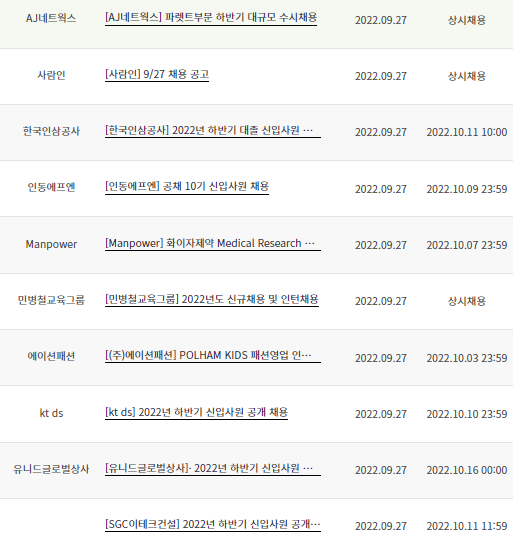 AJ네트웍스 [AJ네트웍스] 파렛트부문 하반기 대규모 수시채용 2022.09.27 상시채용
사람인 [사람인] 9/27 채용 공고 2022.09.27 상시채용
한국인삼공사 [한국인삼공사] 2022년 하반기 대졸 신입사원 ··· 2022.09.27 2022.10.11 10:00
인동에프엔 [인동에프엔] 공채 10기 신입사원 채용 2022.09.27 2022.10.09 23:59
Manpower [Manpower] 화이자제약 Medical Research ··· 2022.09.27 2022.10.07 23:59
민병철교육그룹 [민병철교육그룹] 2022년도 신규채용 및 인턴채용 2022.09.27 상시채용
에이션패션 [(주)에이션패션] POLHAM KIDS 패션영업 인··· 2022.09.27 2022.10.03 23:59
kt ds [kt ds] 2022년 하반기 신입사원 공개 채용 2022.09.27 2022.10.10 23:59
유니드글로벌상사 [유니드글로벌상사]· 2022년 하반기 신입사원 ··· 2022.09.27 2022.10.16 00:00
[SGC이테크건설] 2022년 하반기 신입사원 공개··· 2022.09.27 2022.10.11 11:59